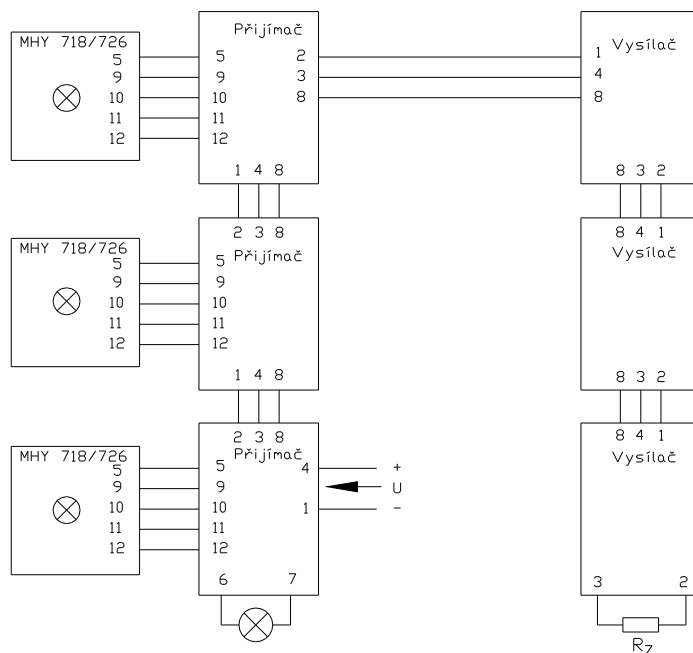 Přijímač
MHY 718/726
Vysílač
5 5 2 1
9 9 3 4
10 10 8 8
11 11
12 12
1 4 8 8 3 2
2 3 8 8 4 1
MHY 718/726
Přijímač
Vysílač
5 5
9 9
10 10
11 11
12 12
1 4 8 8 3 2
2 3 8 8 4 1
MHY 718/726
Přijímač
Vysílač
5 5 4 +
9 9 U
10 10 1 -
11 11
12 12
6 7 3 2
RZ